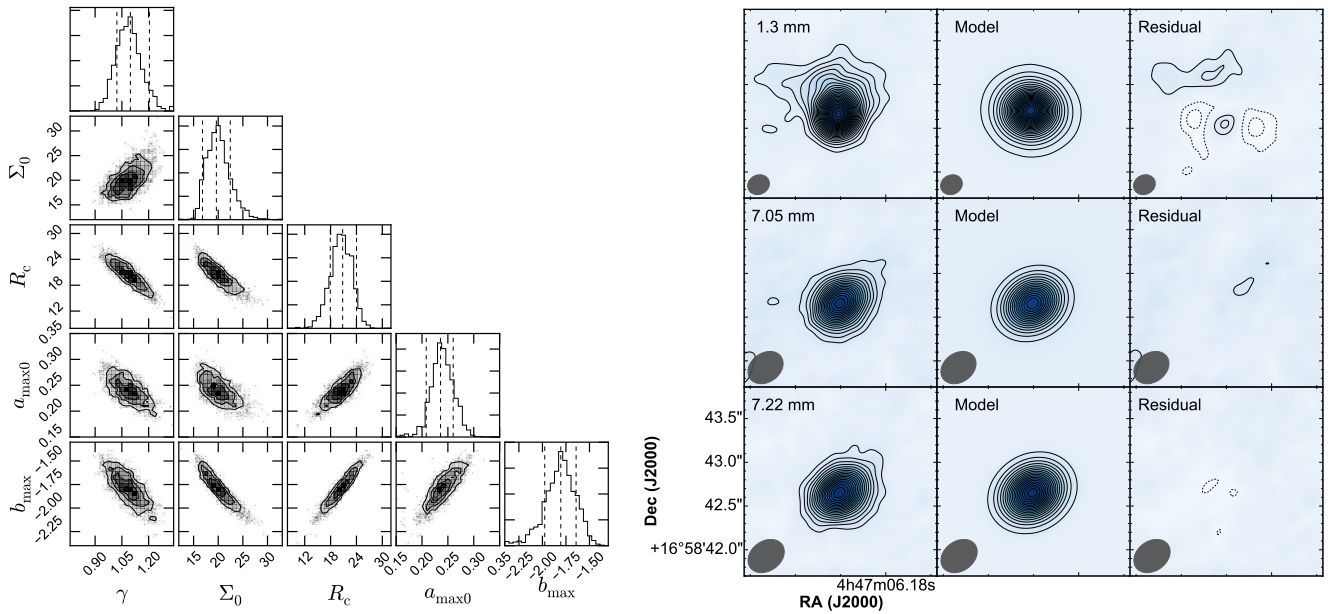 Σ0
30
25
20
15
Rc
30
24
18
12
amax0
0.35
0.30
0.25
0.20
0.15
bmax
−1.50
−1.75
−2.00
−2.25
0.90 1.05 1.20
15 20 25 30
12 18 24 30
0.15 0.20 0.25 0.30 0.35
−2.25 −2.00 −1.75 −1.50
γ Σ0 Rc amax0 bmax
1.3 mm Model Residual
7.05 mm Model Residual
7.22 mm Model Residual
43.5"
43.0"
42.5"
+16°58'42.0"
Dec (J2000)
4h47m06.18s
RA (J2000)